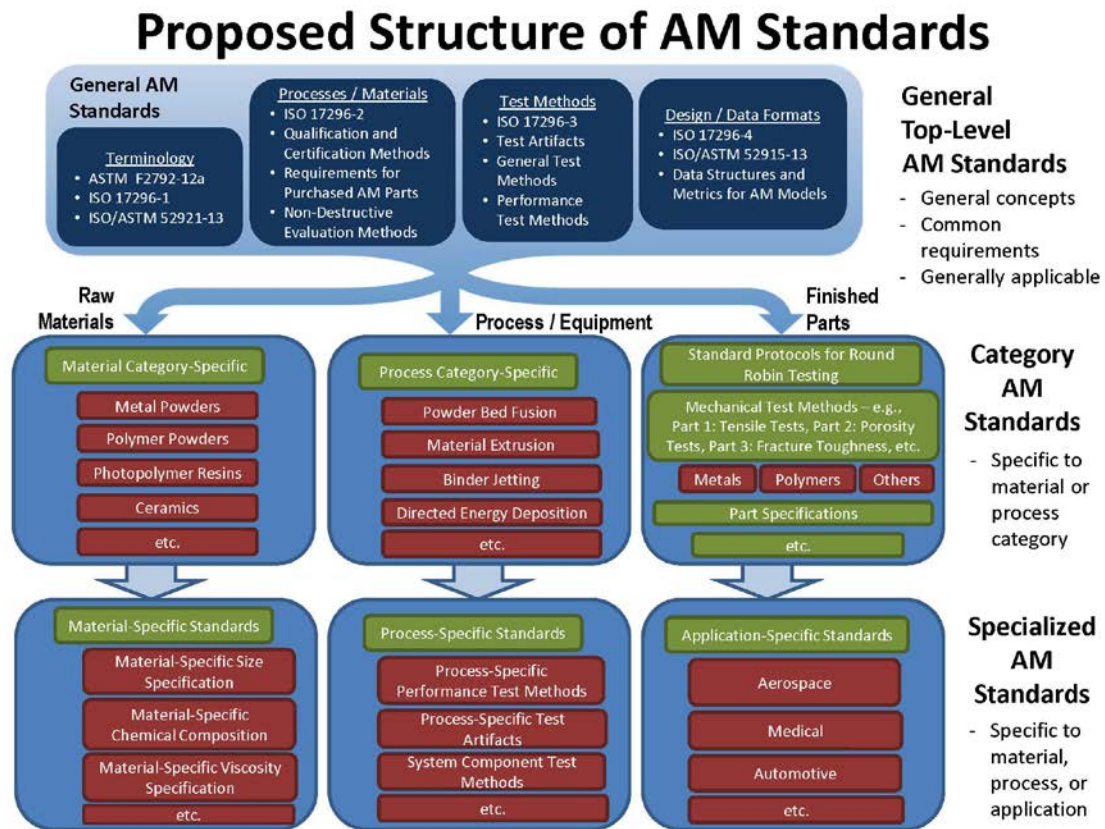 Proposed Structure of AM Standards
General AM
Standards
Terminology
• ASTM F2792-12a
• ISO 17296-1
• ISO/ASTM 52921-13
Processes / Materials
• ISO 17296-2
• Qualification and
Certification Methods
• Requirements for
Purchased AM Parts
• Non-Destructive
Evaluation Methods
Test Methods
• ISO 17296-3
• Test Artifacts
• General Test
Methods
• Performance
Test Methods
Design / Data Formats
• ISO 17296-4
• ISO/ASTM 52915-13
• Data Structures and
Metrics for AM Models
General
Top-Level
AM Standards
- General concepts
- Common
requirements
- Generally applicable
Raw
Materials
Process / Equipment
Finished
Parts
Material Category-Specific
Metal Powders
Polymer Powders
Photopolymer Resins
Ceramics
etc.
Process Category-Specific
Powder Bed Fusion
Material Extrusion
Binder Jetting
Directed Energy Deposition
etc.
Standard Protocols for Round
Robin Testing
Mechanical Test Methods – e.g.,
Part 1: Tensile Tests, Part 2: Porosity
Tests, Part 3: Fracture Toughness, etc.
Metals
Polymers
Others
Part Specifications
etc.
Category
AM
Standards
- Specific to
material or
process
category
Material-Specific Standards
Material-Specific Size
Specification
Material-Specific
Chemical Composition
Material-Specific Viscosity
Specification
etc.
Process-Specific Standards
Process-Specific
Performance Test Methods
Process-Specific Test
Artifacts
System Component Test
Methods
etc.
Application-Specific Standards
Aerospace
Medical
Automotive
etc.
Specialized
AM
Standards
- Specific to
material,
process, or
application